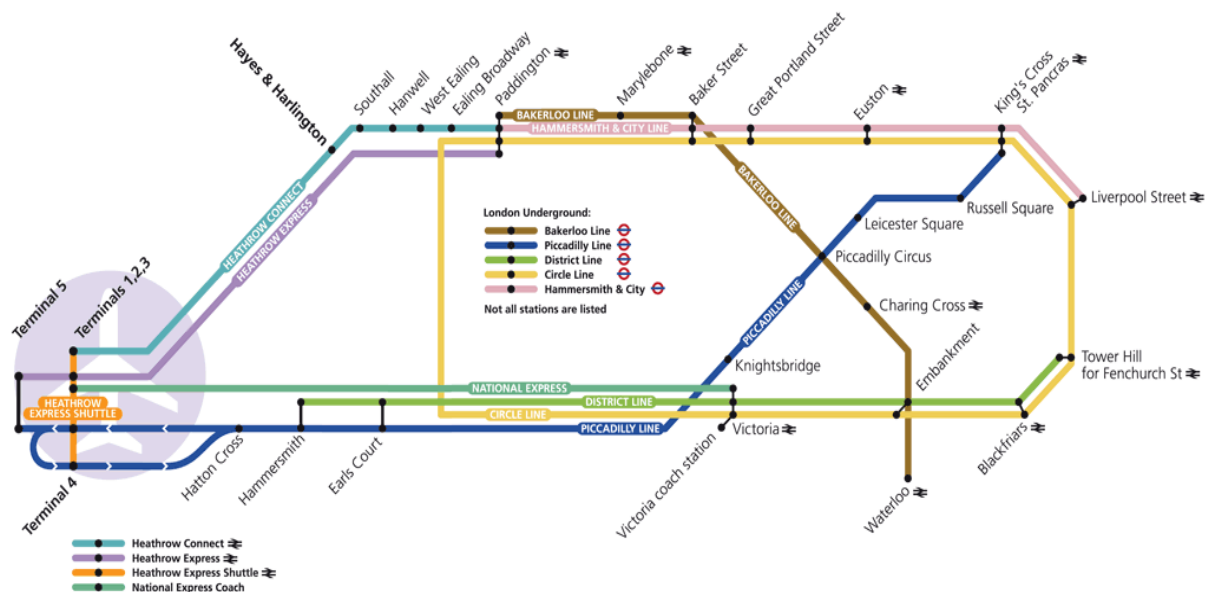 Hayes & Harlington
Southall
Hanwell
West Ealing
Ealing Broadway
Paddington
Marylebone
Baker Street
Great Portland Street
Euston
King's Cross
St. Pancras
BAKERLOO LINE
HAMMERSMITH & CITY LINE
HEATHROW CONNECT
HEATHROW EXPRESS
BAKERLOO LINE
Liverpool Street
Russell Square
Leicester Square
Piccadilly Circus
London Underground:
Bakerloo Line
Piccadilly Line
District Line
Circle Line
Hammersmith & City
Not all stations are listed
PICCADILLY LINE
Charing Cross
Knightsbridge
Embankment
Tower Hill
for Fenchurch St
Terminal 5
Terminals 1,2,3
NATIONAL EXPRESS
HEATHROW
EXPRESS SHUTTLE
DISTRICT LINE
CIRCLE LINE
PICCADILLY LINE
Terminal 4
Hatton Cross
Hammersmith
Earls Court
Victoria coach station
Victoria
Waterloo
Blackfriars
Heathrow Connect
Heathrow Express
Heathrow Express Shuttle
National Express Coach